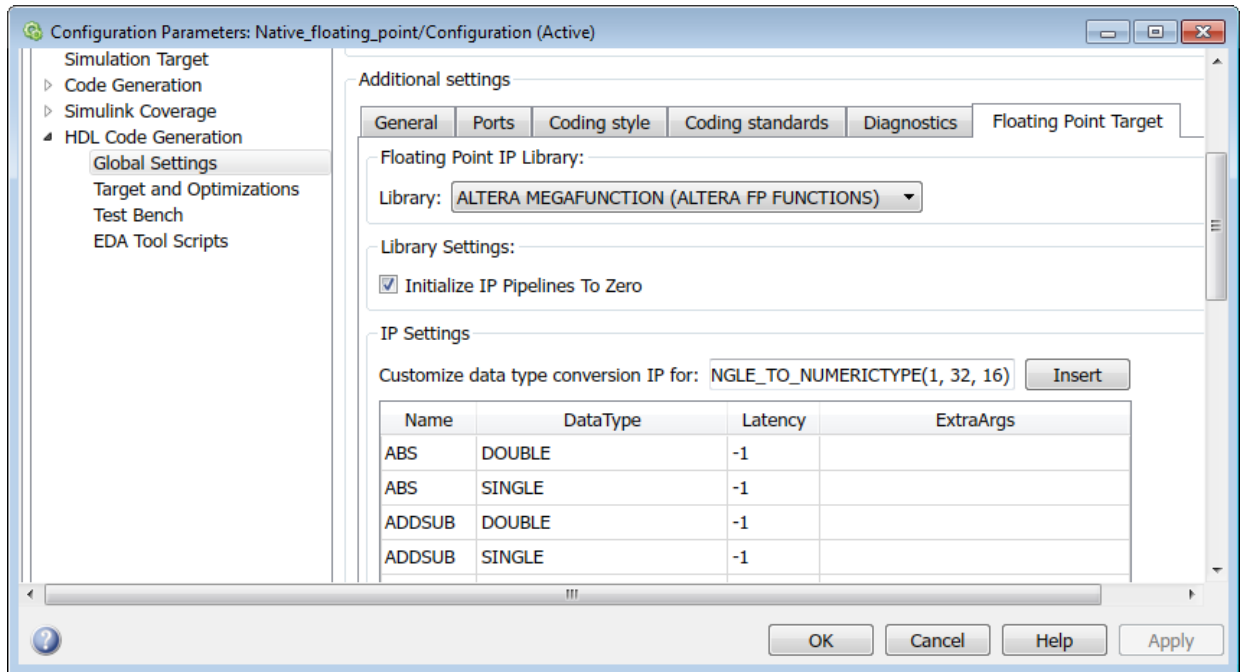 Configuration Parameters: Native_floating_point/Configuration (Active)
Simulation Target
Code Generation
Simulink Coverage
HDL Code Generation
Global Settings
Target and Optimizations
Test Bench
EDA Tool Scripts
Additional settings
General Ports Coding style Coding standards Diagnostics Floating Point Target
Floating Point IP Library:
Library: ALTERA MEGAFUNCTION (ALTERA FP FUNCTIONS)
Library Settings:
Initialize IP Pipelines To Zero
IP Settings
Customize data type conversion IP for: NGLE_TO_NUMERICTYPE(1, 32, 16) Insert
Name DataType Latency ExtraArgs
ABS DOUBLE -1
ABS SINGLE -1
ADDSUB DOUBLE -1
ADDSUB SINGLE -1
? OK Cancel Help Apply